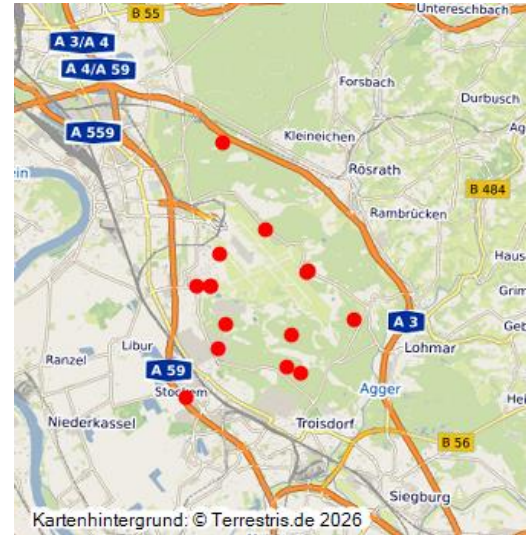 B 55
Untereschbach
A 3/A 4
A 4/A 59
Forsbach
Durbusch
A 559
Kleineichen
Rösrath
B 484
Rambrücken
Haus
Grim
A 3
Libur
Lohmar
Ranzel
A 59
Stockem
Agger
Niederkassel
Troisdorf
B 56
Siegburg
Kartenhintergrund: © Terrestris.de 2026